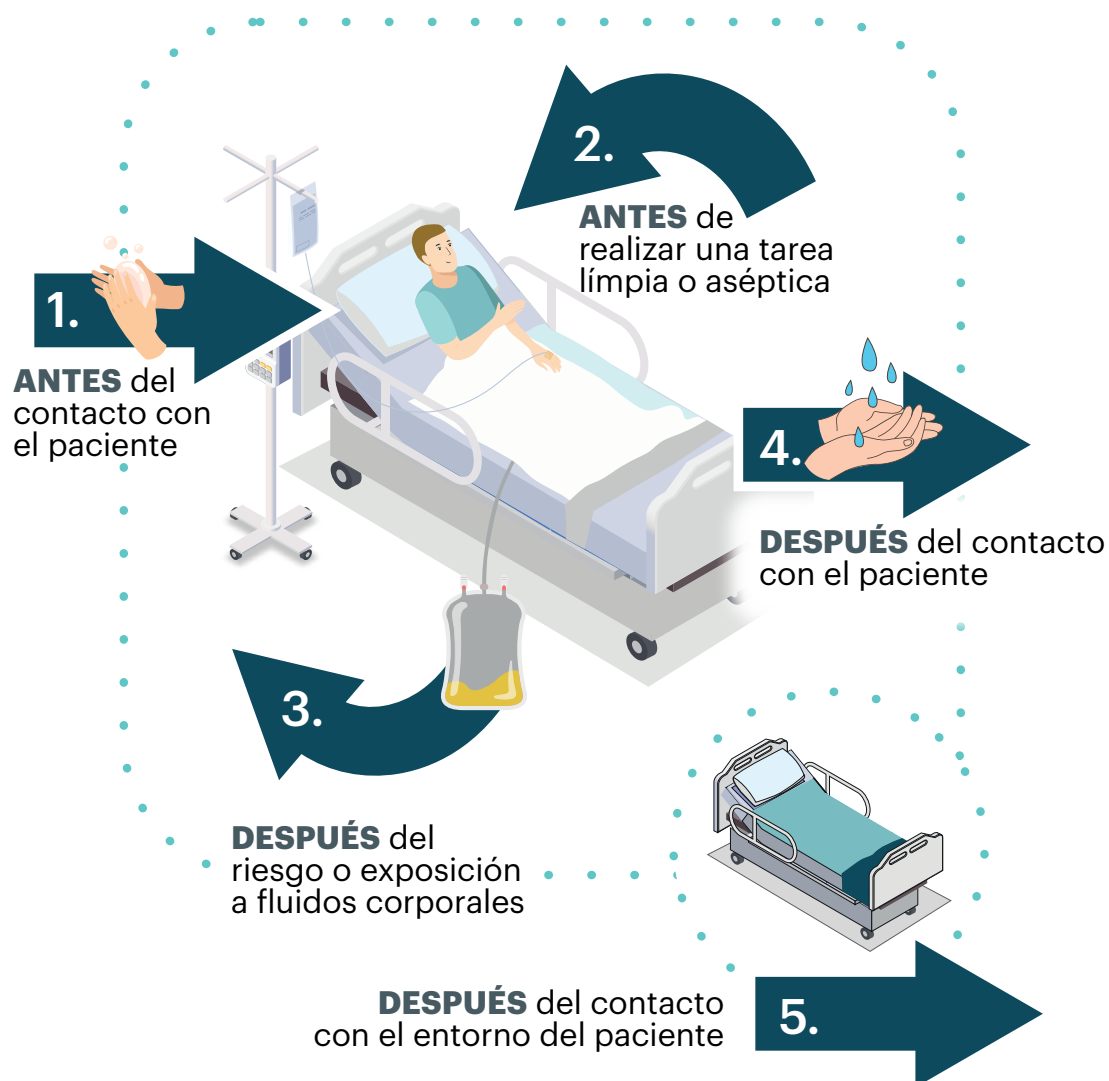 1.
ANTES del
contacto con
el paciente
2.
ANTES de
realizar una tarea
límpia o aséptica
3.
DESPUÉS del
riesgo o exposición
a fluidos corporales
4.
DESPUÉS del contacto
con el paciente
5.
DESPUÉS del contacto
con el entorno del paciente